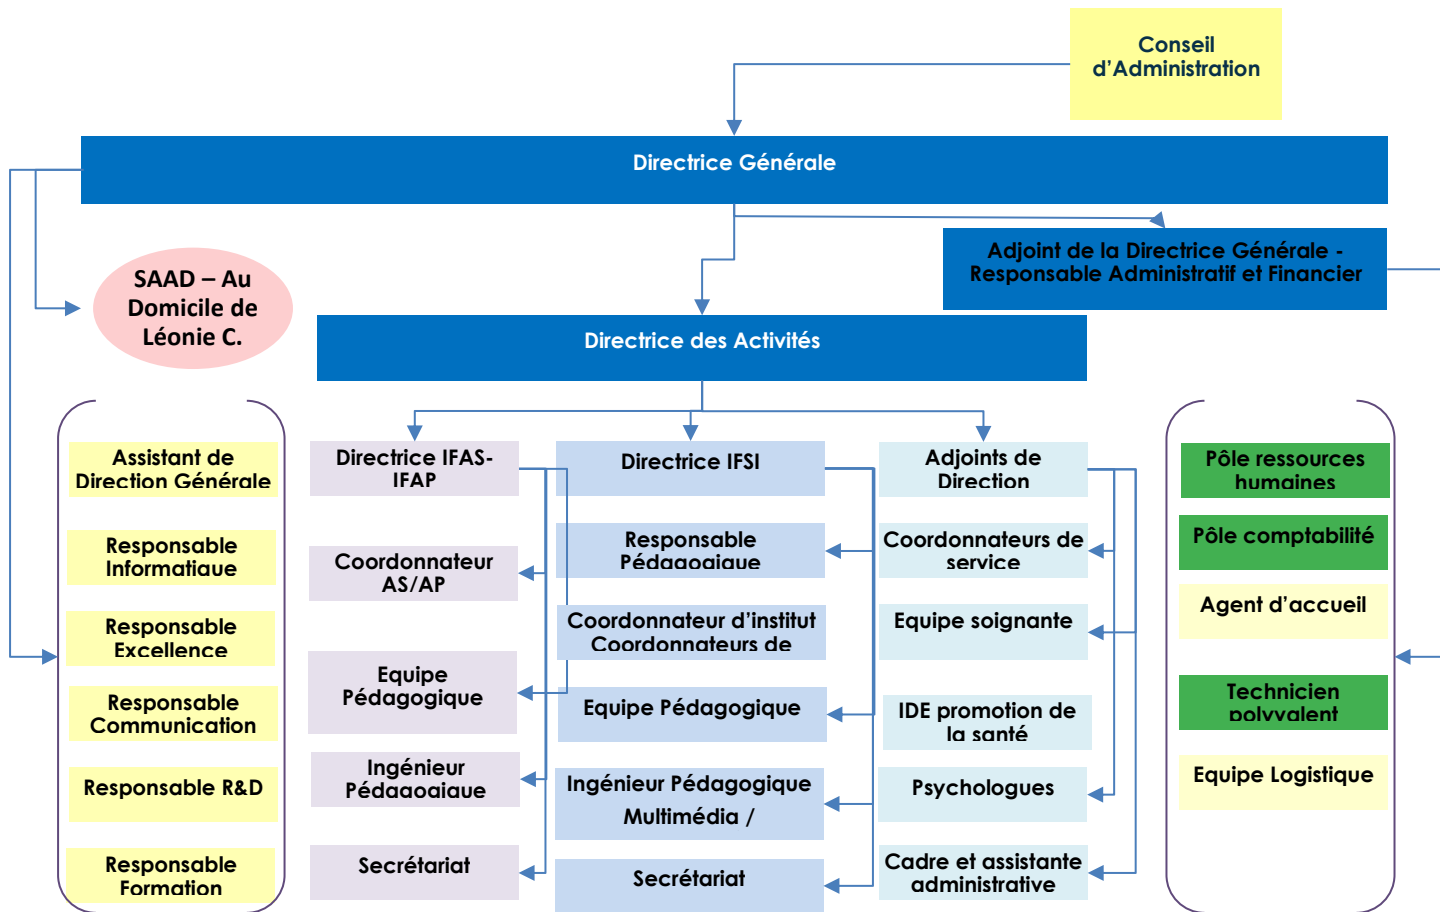 Conseil
d'Administration
Directrice Générale
Adjoint de la Directrice Générale -
Responsable Administratif et Financier
SAAD – Au
Domicile de
Léonie C.
Directrice des Activités
Assistant de
Direction Générale
Responsable
Informatique
Responsable
Excellence
Responsable
Communication
Responsable R&D
Responsable
Formation
Directrice IFAS-
IFAP
Coordonnateur
AS/AP
Equipe
Pédagogique
Ingénieur
Pédagogique
Secrétariat
Directrice IFSI
Responsable
Pédagogique
Coordonnateur d'institut
Coordonnateurs de
Equipe Pédagogique
Ingénieur Pédagogique
Multimédia /
Secrétariat
Adjoints de
Direction
Coordonnateurs de
service
Equipe soignante
IDE promotion de
la santé
Psychologues
Cadre et assistante
administrative
Pôle ressources
humaines
Pôle comptabilité
Agent d'accueil
Technicien
polyvalent
Equipe Logistique